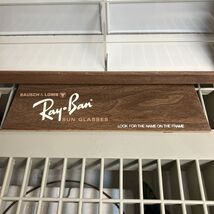 BAUSCH & LOMB
Ray-Ban
SUN GLASSES
LOOK FOR THE NAME ON THE FRAME